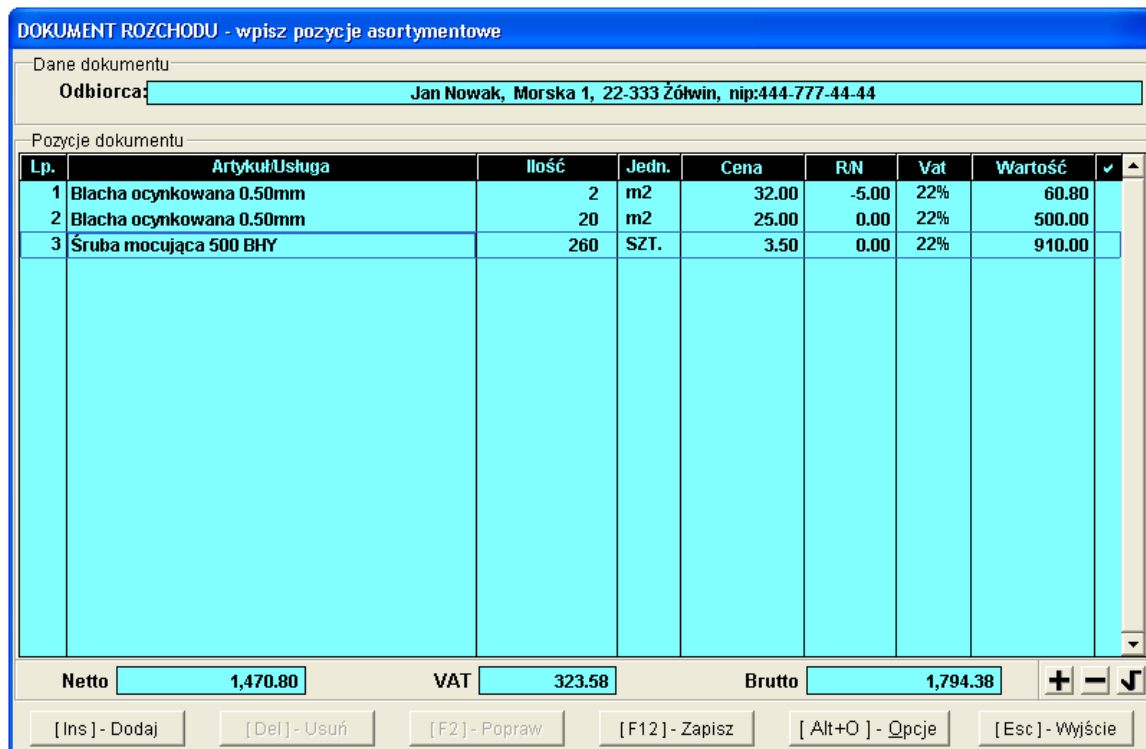 DOKUMENT ROZCHODU - wpisz pozycje asortymentowe
Dane dokumentu
Odbiorca: Jan Nowak, Morska 1, 22-333 Żółwin, nip:444-777-44-44
Pozycje dokumentu
Lp. Artykuł/Usługa Ilość Jedn. Cena R/N Vat Wartość ✓
1 Blacha ocynkowana 0.50mm 2 m2 32.00 -5.00 22% 60.80
2 Blacha ocynkowana 0.50mm 20 m2 25.00 0.00 22% 500.00
3 Śruba mocująca 500 BHY 260 SZT. 3.50 0.00 22% 910.00
Netto 1,470.80 VAT 323.58 Brutto 1,794.38
[ Ins ] - Dodaj [ Del ] - Usuń [ F2 ] - Popraw [ F12 ] - Zapisz [ Alt+O ] - Opcje [ Esc ] - Wyjście